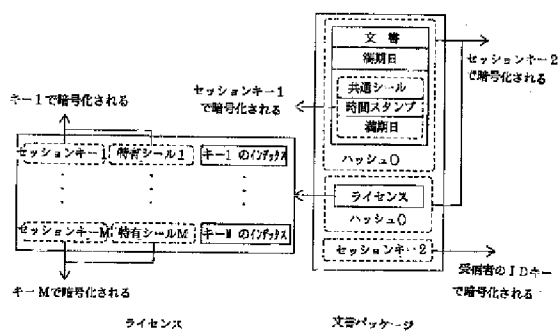 文 書
満期日
セッションキー2
で暗号化される
共通シール
時間スタンプ
満期日
ハッシュ()
セッションキー1
で暗号化される
キー1で暗号化される
セッションキー1 特有シール1 キー1 のインデックス
セッションキーM 特有シールM キーM のインデックス
キーMで暗号化される
ライセンス
ハッシュ()
セッションキー2
受信者のIDキー
で暗号化される
ライセンス
文書パッケージ